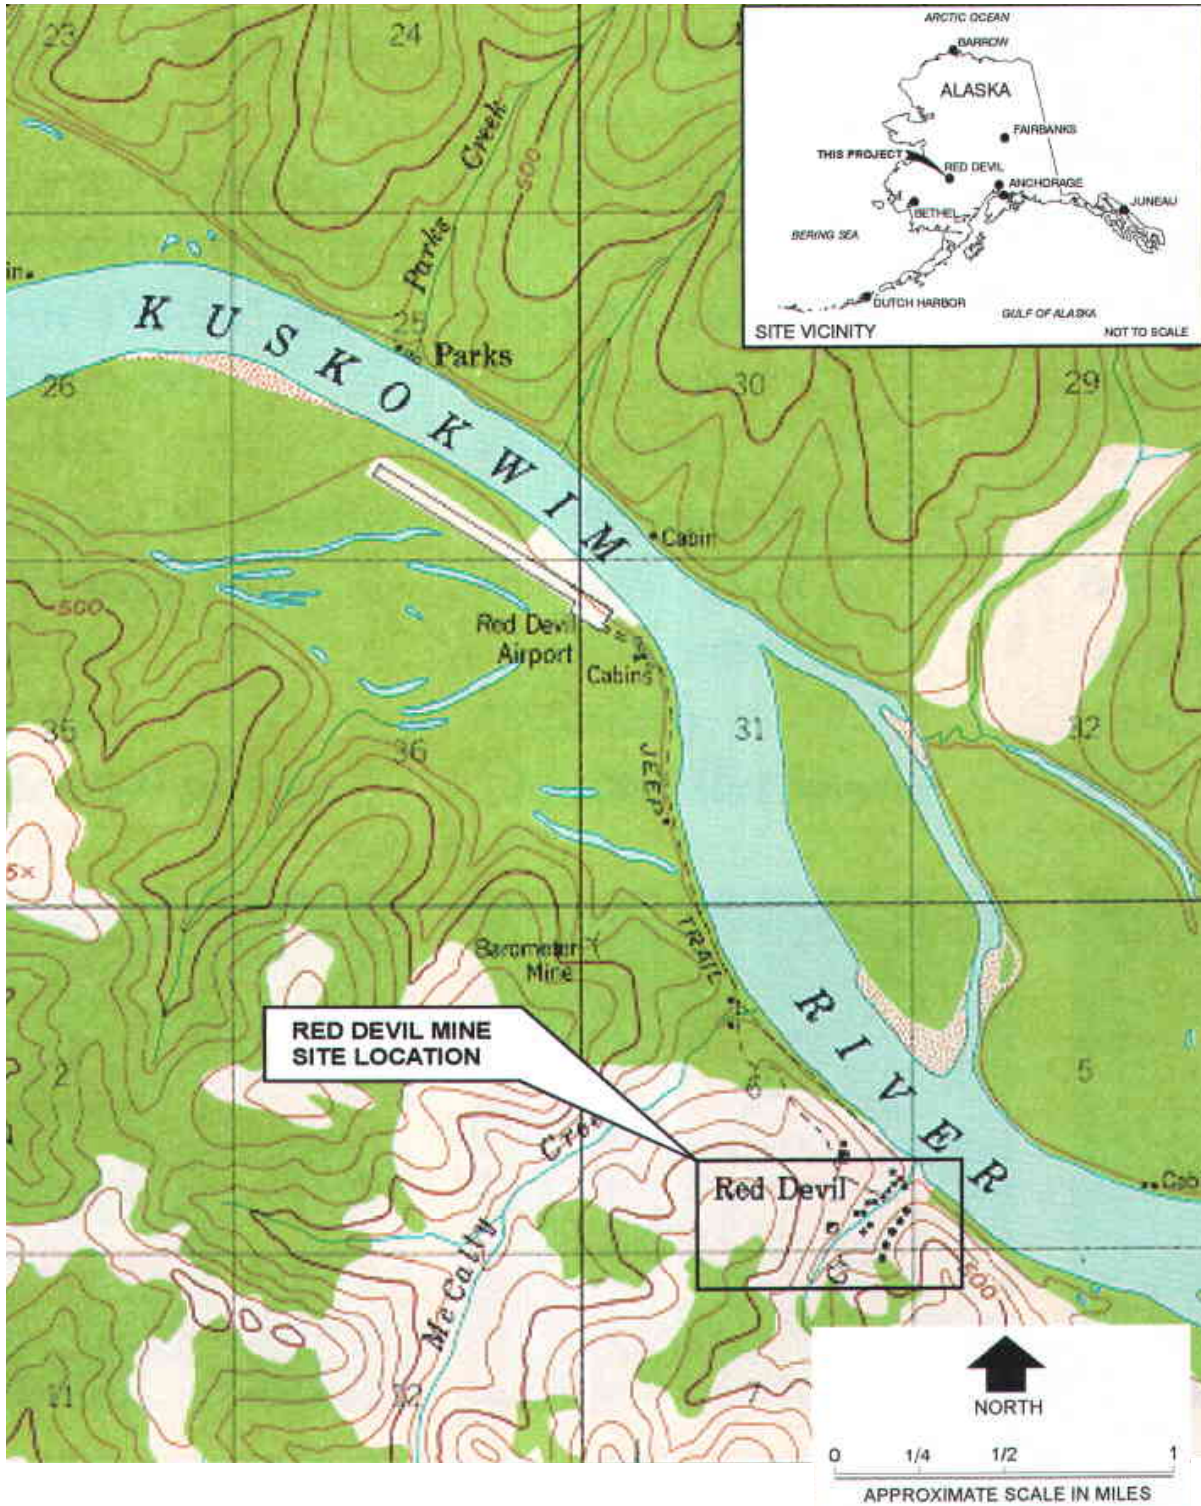 23
24
Parks Creek
500
ARCTIC OCEAN
BARROW
ALASKA
FAIRBANKS
THIS PROJECT
RED DEVIL
ANCHORAGE
BETHEL
JUNEAU
BERING SEA
DUTCH HARBOR
GULF OF ALASKA
SITE VICINITY
NOT TO SCALE
25
Parks
KUSKOKWIM
26
30
29
Cabin
500
Red Devil
Airport
Cabins
35
36
31
32
JEEP
TRAIL
Barometer
Mine
RED DEVIL MINE
SITE LOCATION
RIVER
2
6
5
McCally Creek
Red Devil
500
11
12
7
NORTH
0 1/4 1/2 1
APPROXIMATE SCALE IN MILES